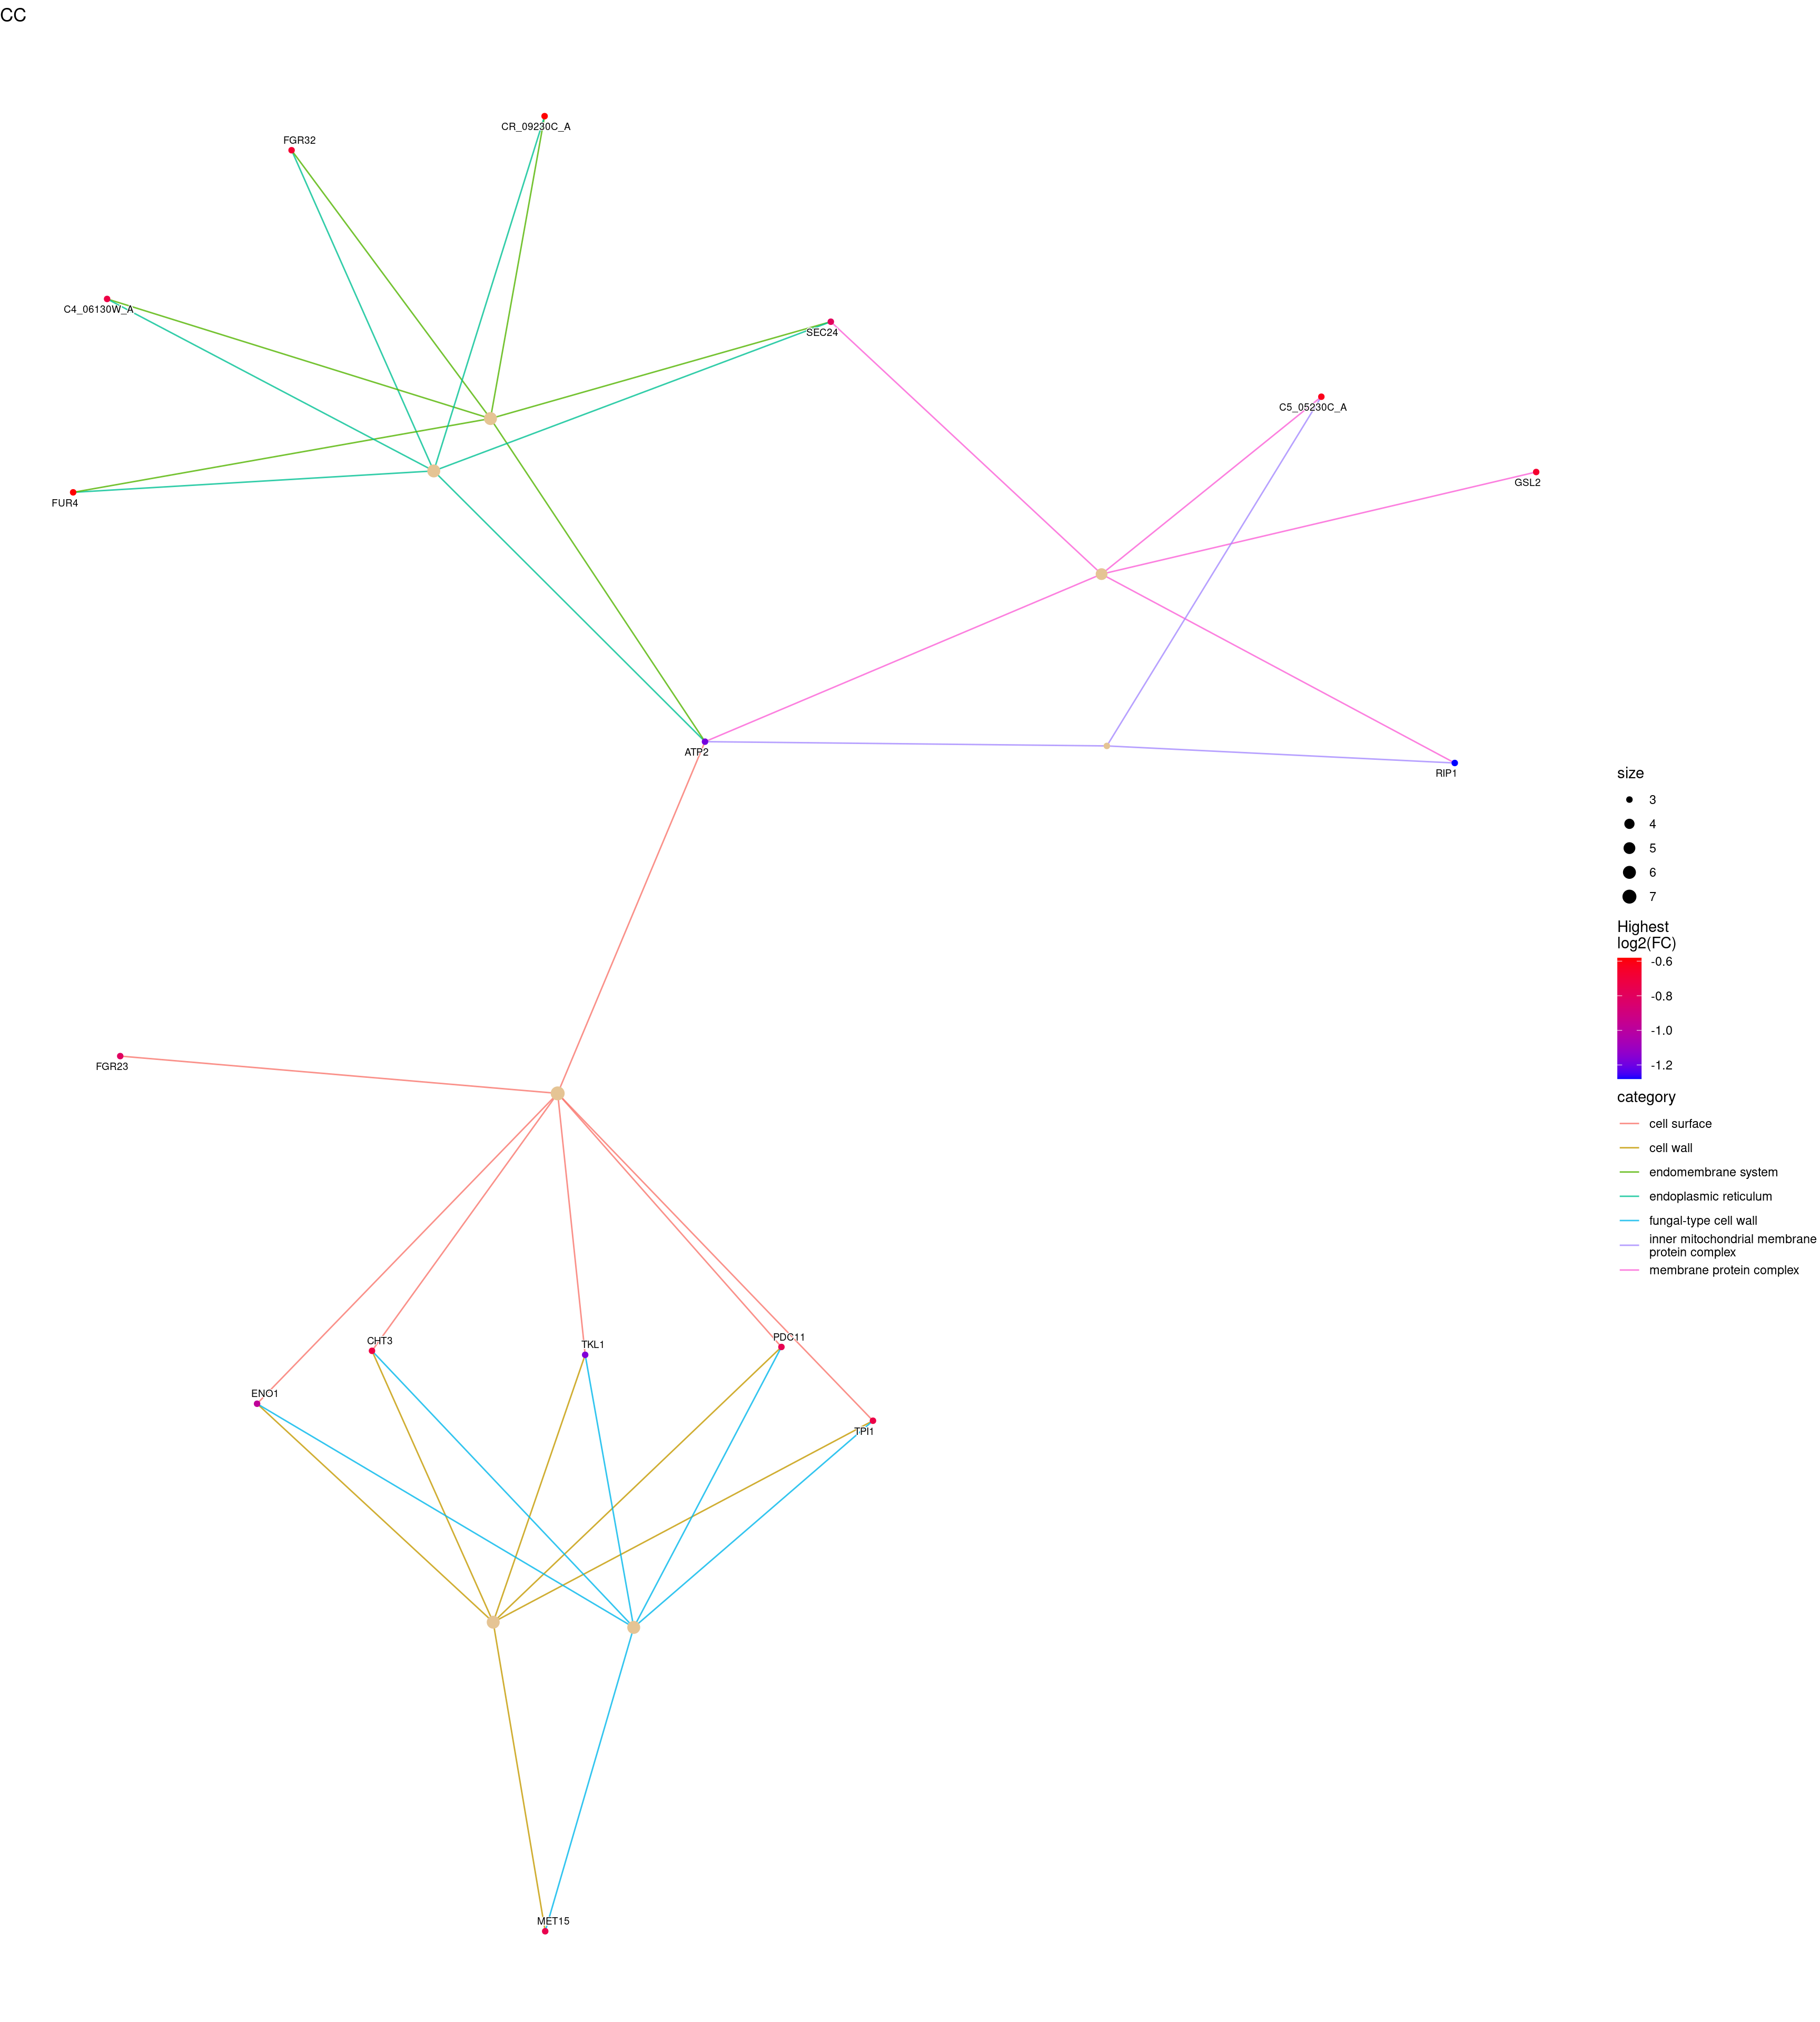 CC
CR_09230C_A
FGR32
C4_06130W_A
SEC24
C5_05230C_A
GSL2
FUR4
ATP2
RIP1
FGR23
CHT3
TKL1
PDC11
ENO1
TPI1
MET15
size
3
4
5
6
7
Highest
log2(FC)
-0.6
-0.8
-1.0
-1.2
category
cell surface
cell wall
endomembrane system
endoplasmic reticulum
fungal-type cell wall
inner mitochondrial membrane
protein complex
membrane protein complex